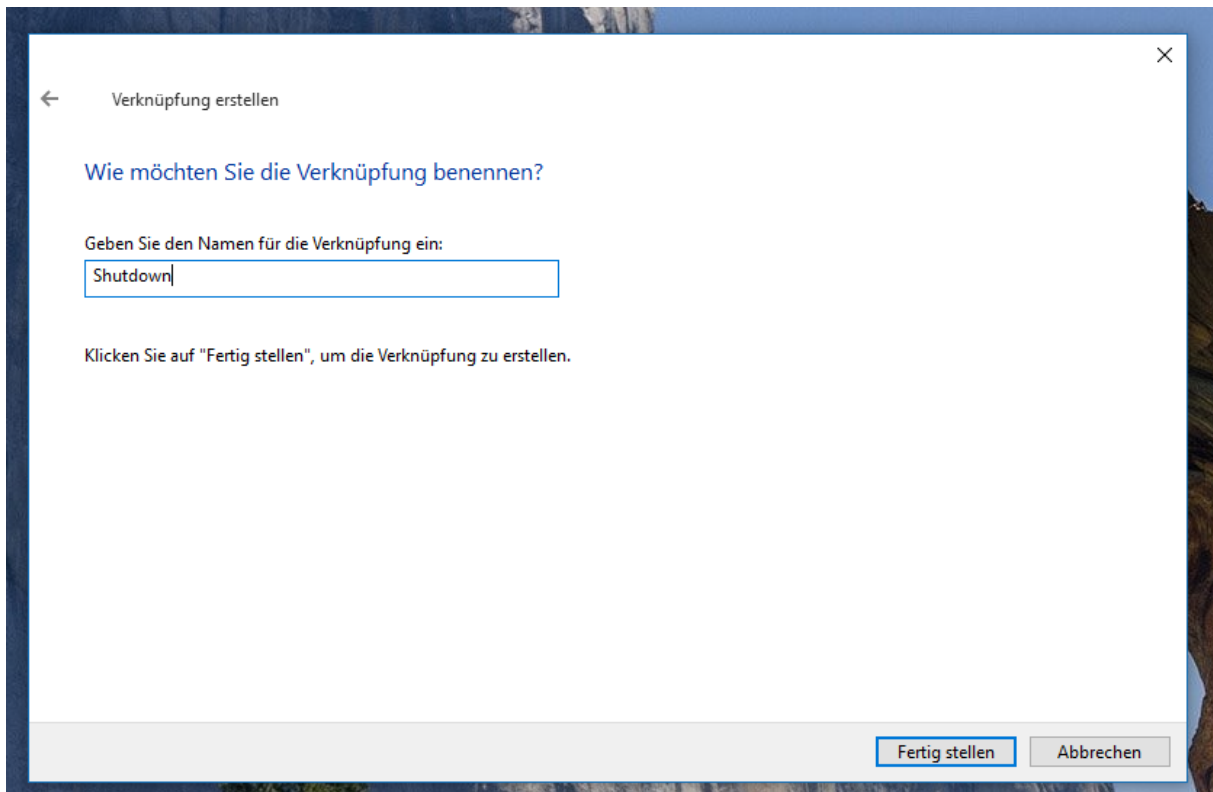 Verknüpfung erstellen
Wie möchten Sie die Verknüpfung benennen?
Geben Sie den Namen für die Verknüpfung ein:
Shutdown
Klicken Sie auf "Fertig stellen", um die Verknüpfung zu erstellen.
Fertig stellen Abbrechen